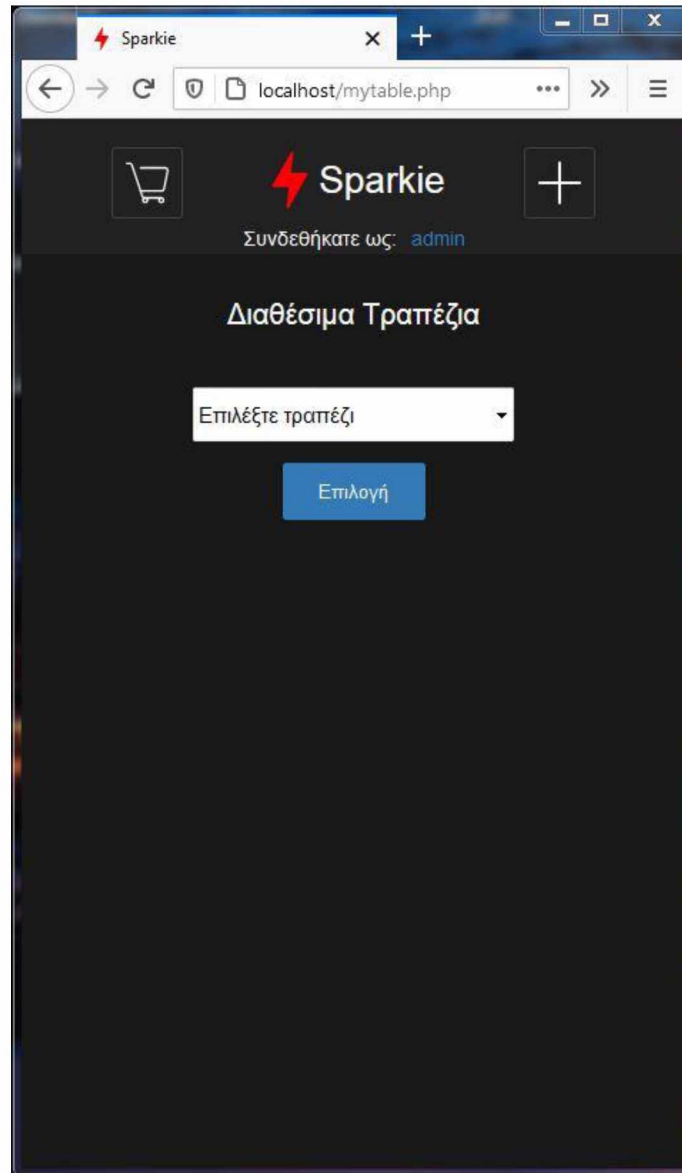 Sparkie
localhost/mytable.php
Sparkie
Συνδεθήκατε ως: admin
Διαθέσιμα Τραπέζια
Επιλέξτε τραπέζι
Επιλογή